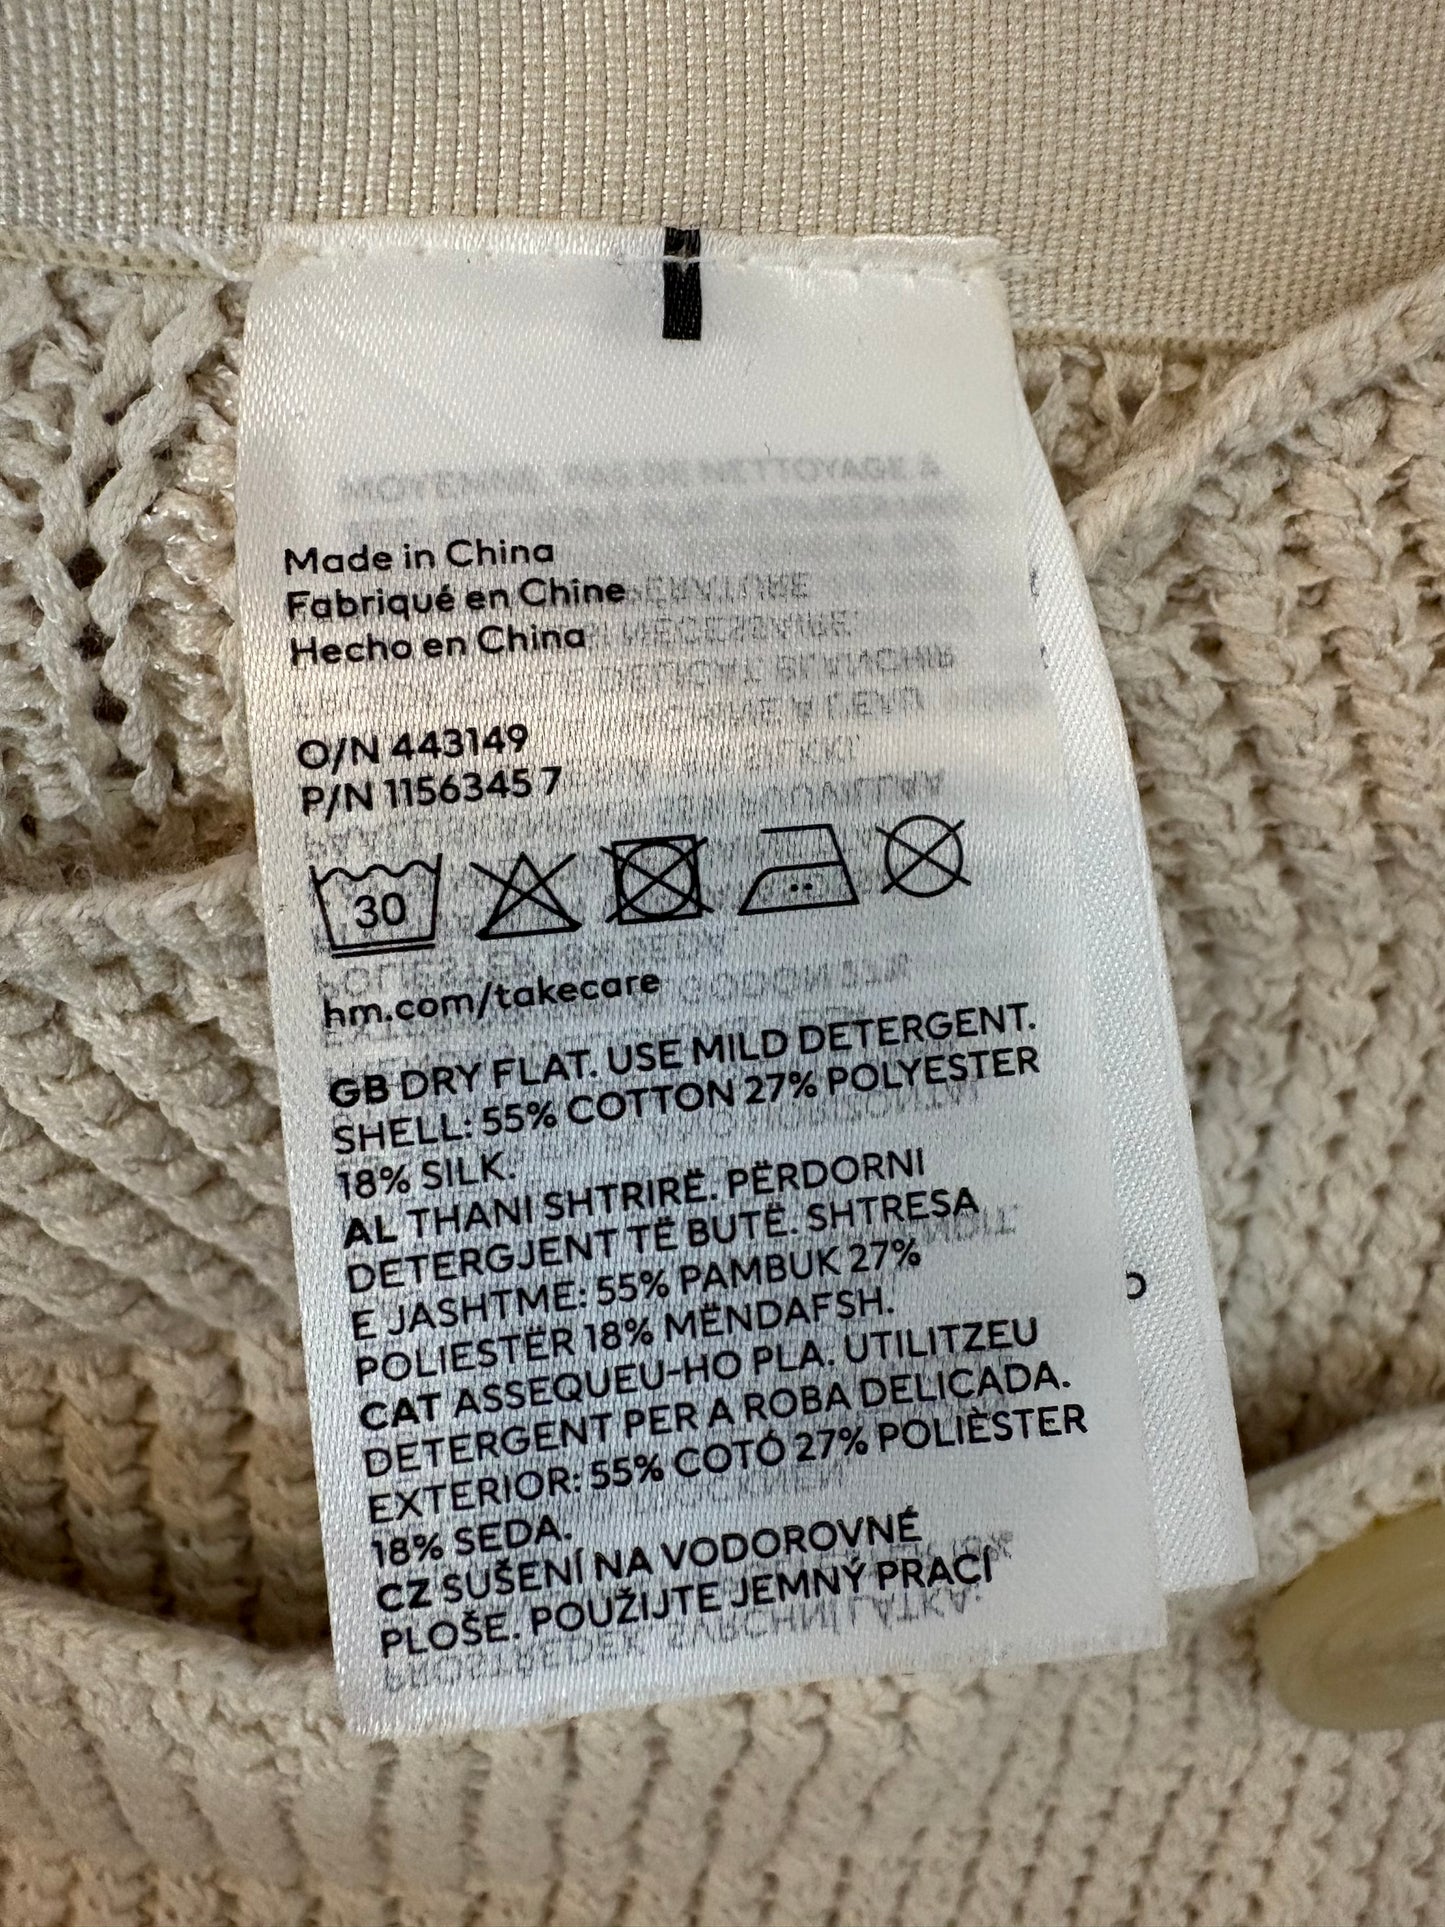 Made in China
Fabriqué en Chine
Hecho en China
O/N 443149
P/N 1156345 7
30
hm.com/takecare
GB DRY FLAT. USE MILD DETERGENT.
SHELL: 55% COTTON 27% POLYESTER
18% SILK.
AL THANI SHTRIRË. PËRDORNI
DETERGJENT TË BUTË. SHTRESA
E JASHTME: 55% PAMBUK 27%
POLIESTËR 18% MËNDAFSH.
CAT ASSEQUEU-HO PLA. UTILITZEU
DETERGENT PER A ROBA DELICADA.
EXTERIOR: 55% COTÓ 27% POLIÈSTER
18% SEDA.
CZ SUŠENÍ NA VODOROVNÉ
PLOŠE. POUŽIJTE JEMNÝ PRACÍ